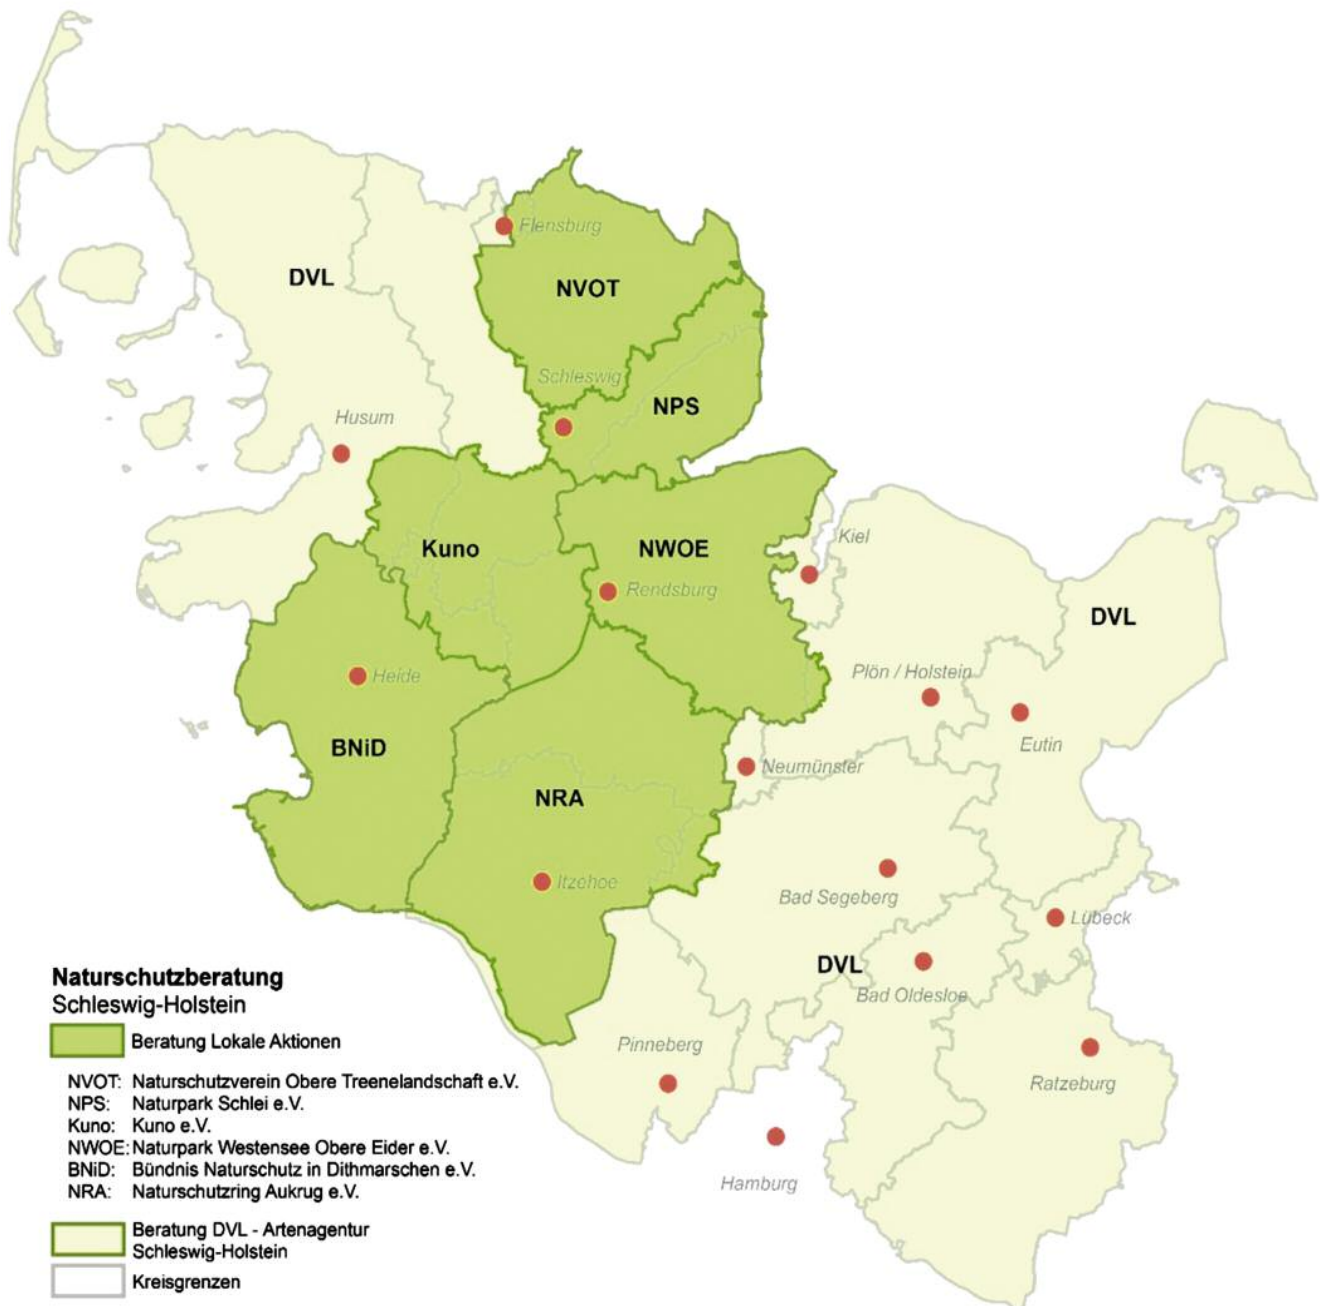 Flensburg
DVL
NVOT
Schleswig
NPS
Husum
Kuno
NWOE
Kiel
Rendsburg
DVL
Heide
Plön / Holstein
Eutin
BNiD
Neumünster
NRA
Itzehoe
Bad Segeberg
Lübeck
DVL
Bad Oldesloe
Pinneberg
Ratzeburg
Hamburg
Naturschutzberatung
Schleswig-Holstein
Beratung Lokale Aktionen
NVOT: Naturschutzverein Obere Treenelandschaft e.V.
NPS: Naturpark Schlei e.V.
Kuno: Kuno e.V.
NWOE: Naturpark Westensee Obere Eider e.V.
BNiD: Bündnis Naturschutz in Dithmarschen e.V.
NRA: Naturschutzring Aukrug e.V.
Beratung DVL - Artenagentur
Schleswig-Holstein
Kreisgrenzen